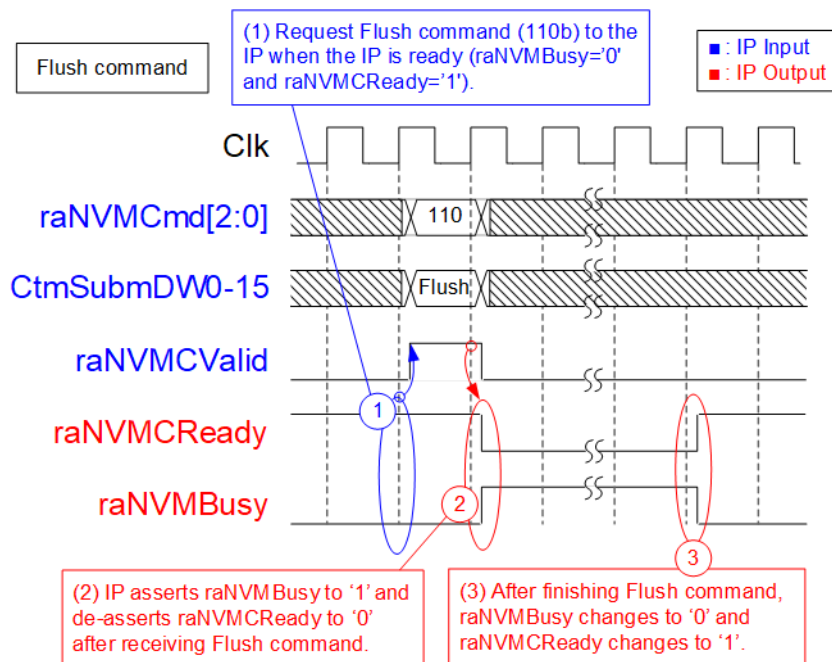 (1) Request Flush command (110b) to the
IP when the IP is ready (raNVMBusy='0'
and raNVMCReady='1').
Flush command
■ : IP Input
■ : IP Output
Clk
raNVMCmd[2:0]
110
CtmSubmDW0-15
Flush
raNVMCValid
1
raNVMCReady
2
raNVMBusy
3
(2) IP asserts raNVMBusy to ‘1’ and
de-asserts raNVMCReady to ‘0’
after receiving Flush command.
(3) After finishing Flush command,
raNVMBusy changes to ‘0’ and
raNVMCReady changes to ‘1’.